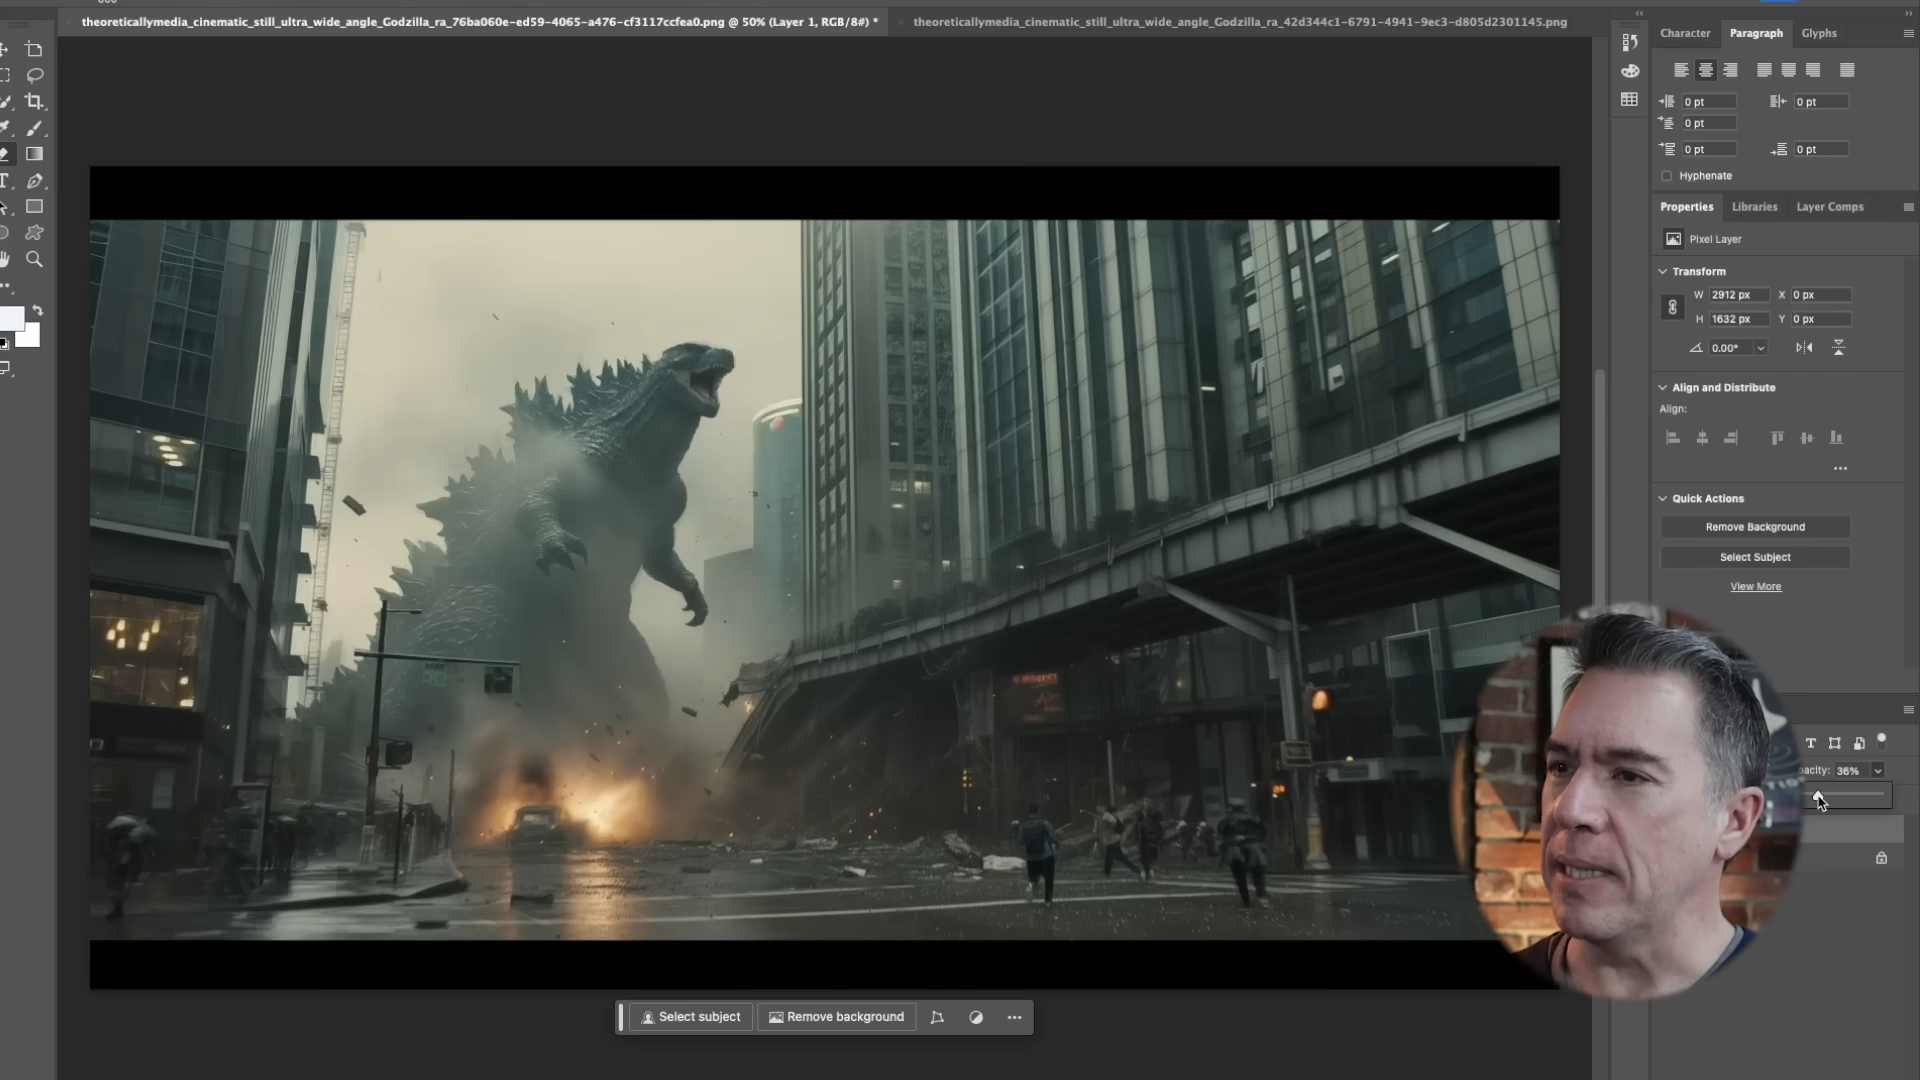 theoreticallymedia_cinematic_still_ultra_wide_angle_Godzilla_ra_76ba060e-ed59-4065-a476-cf3117ccfea0.png @ 50% (Layer 1, RGB/8#) *
theoreticallymedia_cinematic_still_ultra_wide_angle_Godzilla_ra_42d344c1-6791-4941-9ec3-d805d2301145.png
Character Paragraph Glyphs
0 pt 0 pt
0 pt
0 pt 0 pt
Hyphenate
Properties Libraries Layer Comps
Pixel Layer
Transform
W 2912 px X 0 px
H 1632 px Y 0 px
0.00°
Align and Distribute
Align:
Quick Actions
Remove Background
Select Subject
View More
pacity: 36%
Select subject Remove background